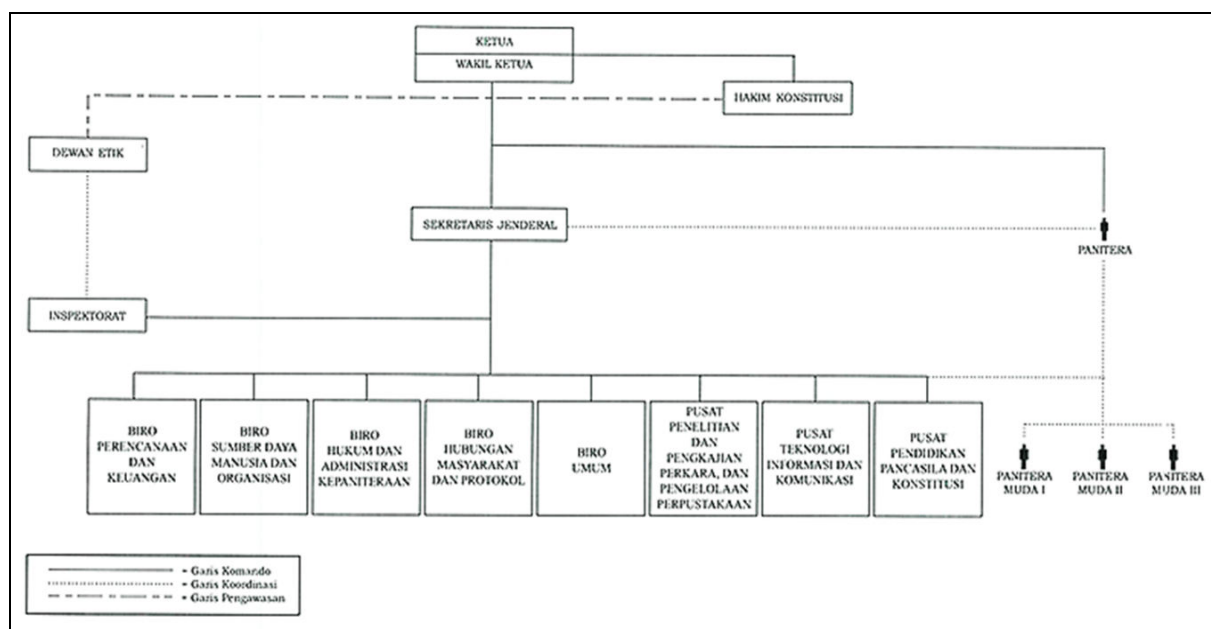 KETUA
WAKIL KETUA
HAKIM KONSTITUSI
DEWAN ETIK
SEKRETARIS JENDERAL
PANITERA
INSPEKTORAT
BIRO
PERENCANAAN
DAN
KEUANGAN
BIRO
SUMBER DAYA
MANUSIA DAN
ORGANISASI
BIRO
HUKUM DAN
ADMINISTRASI
KEPANITERAAN
BIRO
HUBUNGAN
MASYARAKAT
DAN PROTOKOL
BIRO
UMUM
PUSAT
PENELITIAN
DAN
PENGKAJIAN
PERKARA, DAN
PENGELOLAAN
PERPUSTAKAAN
PUSAT
TEKNOLOGI
INFORMASI DAN
KOMUNIKASI
PUSAT
PENDIDIKAN
PANCASILA DAN
KONSTITUSI
PANITERA
MUDA I
PANITERA
MUDA II
PANITERA
MUDA III
= Garis Komando
= Garis Koordinasi
= Garis Pengawasan